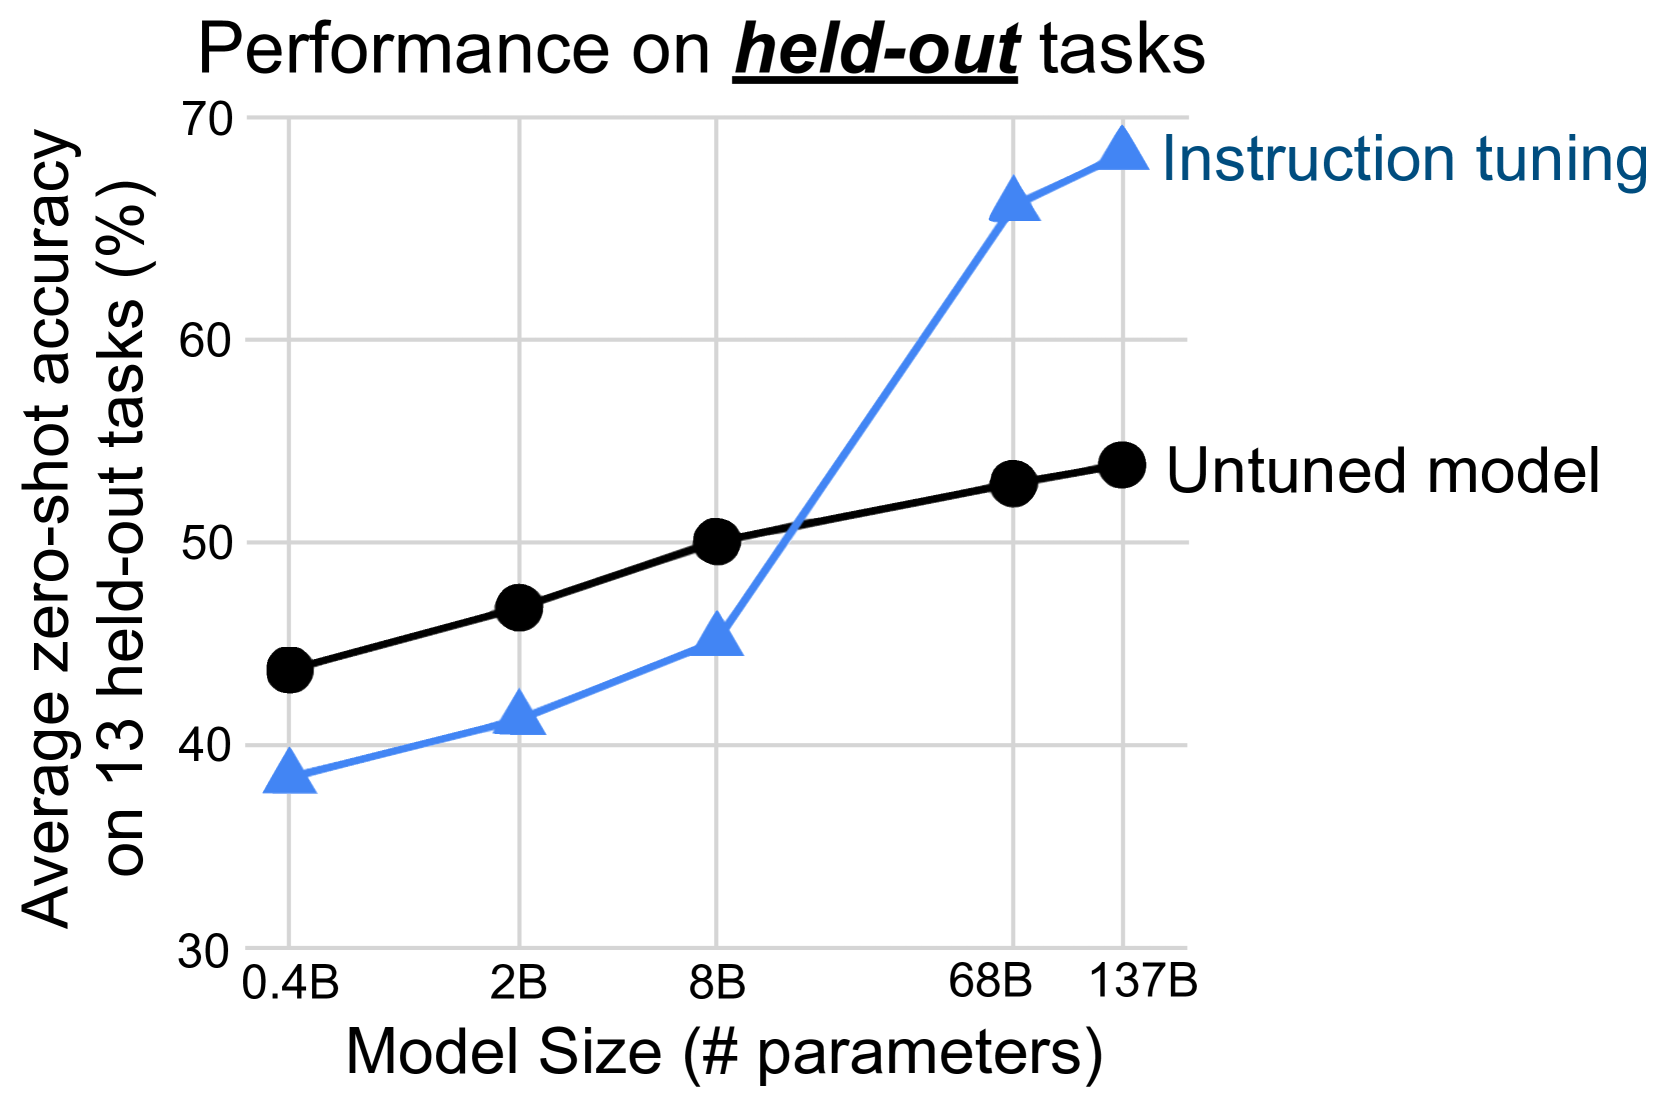 Performance on held-out tasks
Average zero-shot accuracy
on 13 held-out tasks (%)
70
60
50
40
30
Instruction tuning
Untuned model
0.4B 2B 8B 68B 137B
Model Size (# parameters)